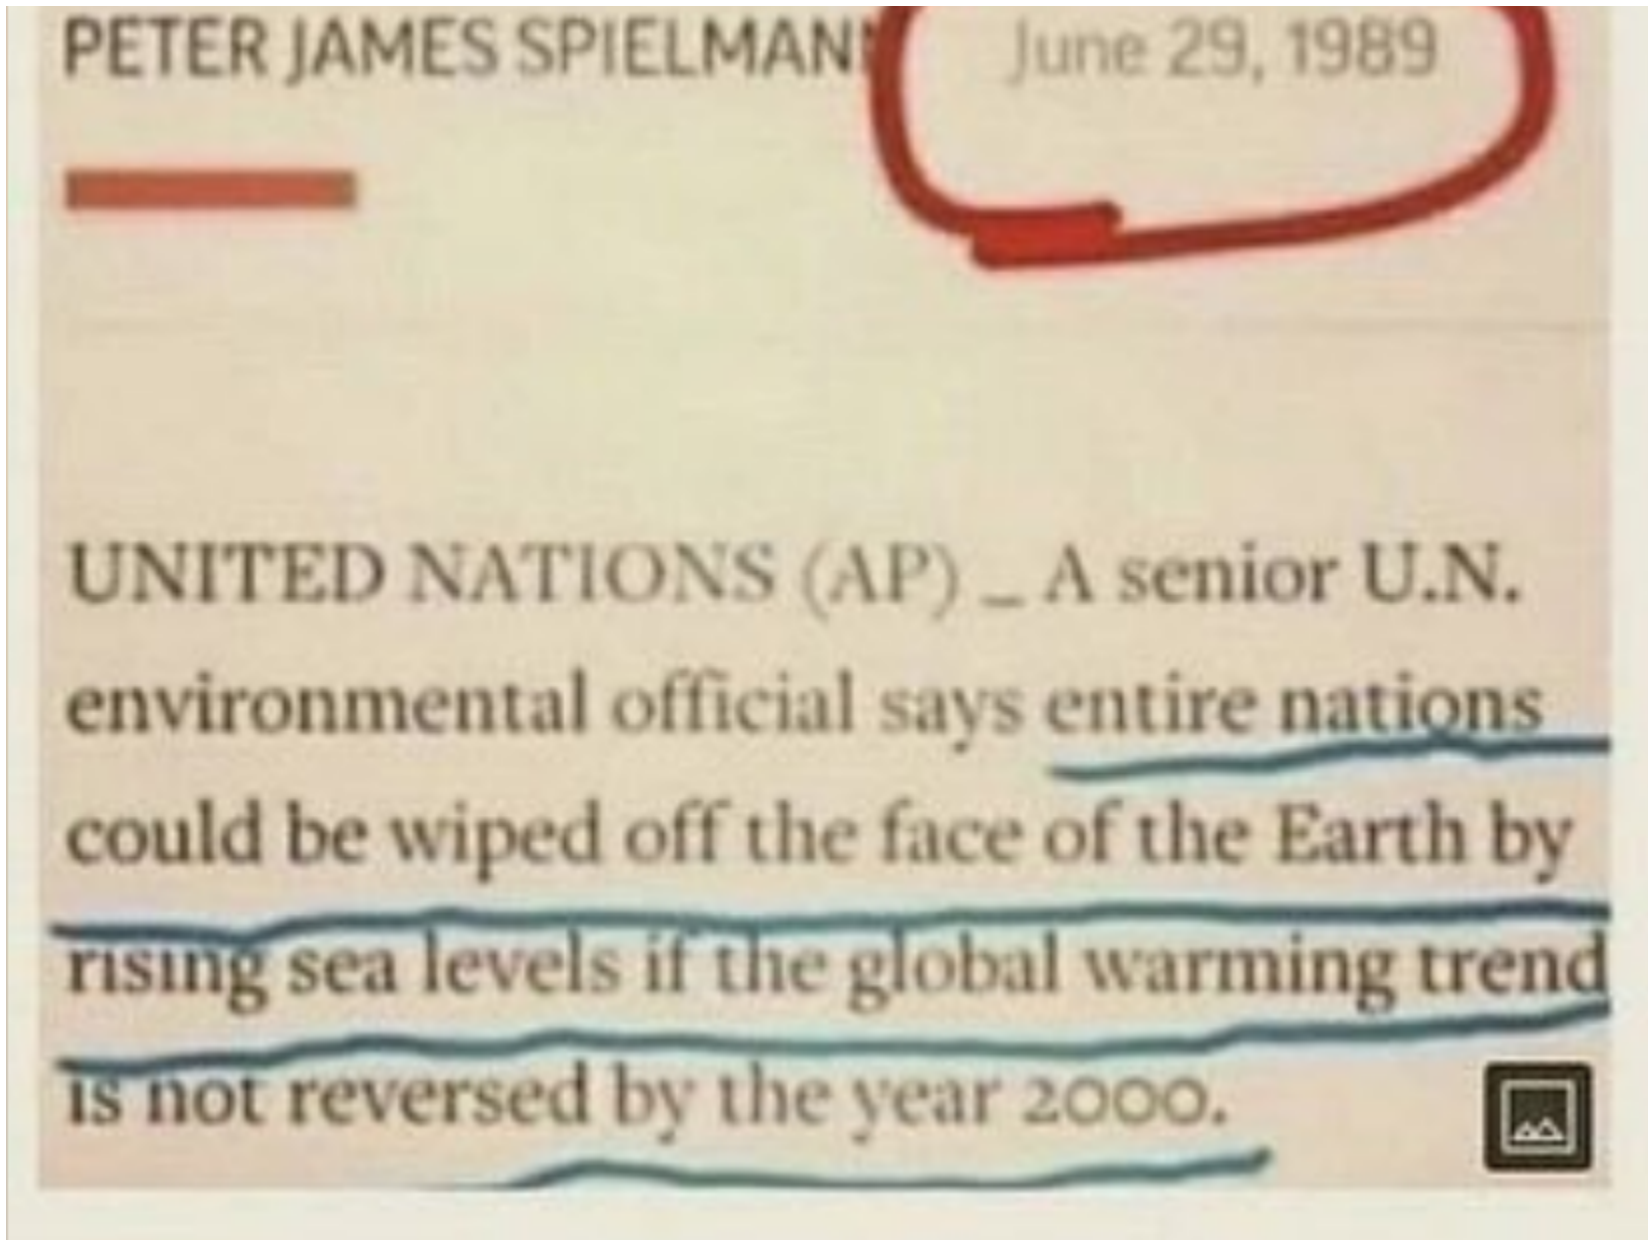 PETER JAMES SPIELMANN June 29, 1989
UNITED NATIONS (AP) _ A senior U.N.
environmental official says entire nations
could be wiped off the face of the Earth by
rising sea levels if the global warming trend
is not reversed by the year 2000.